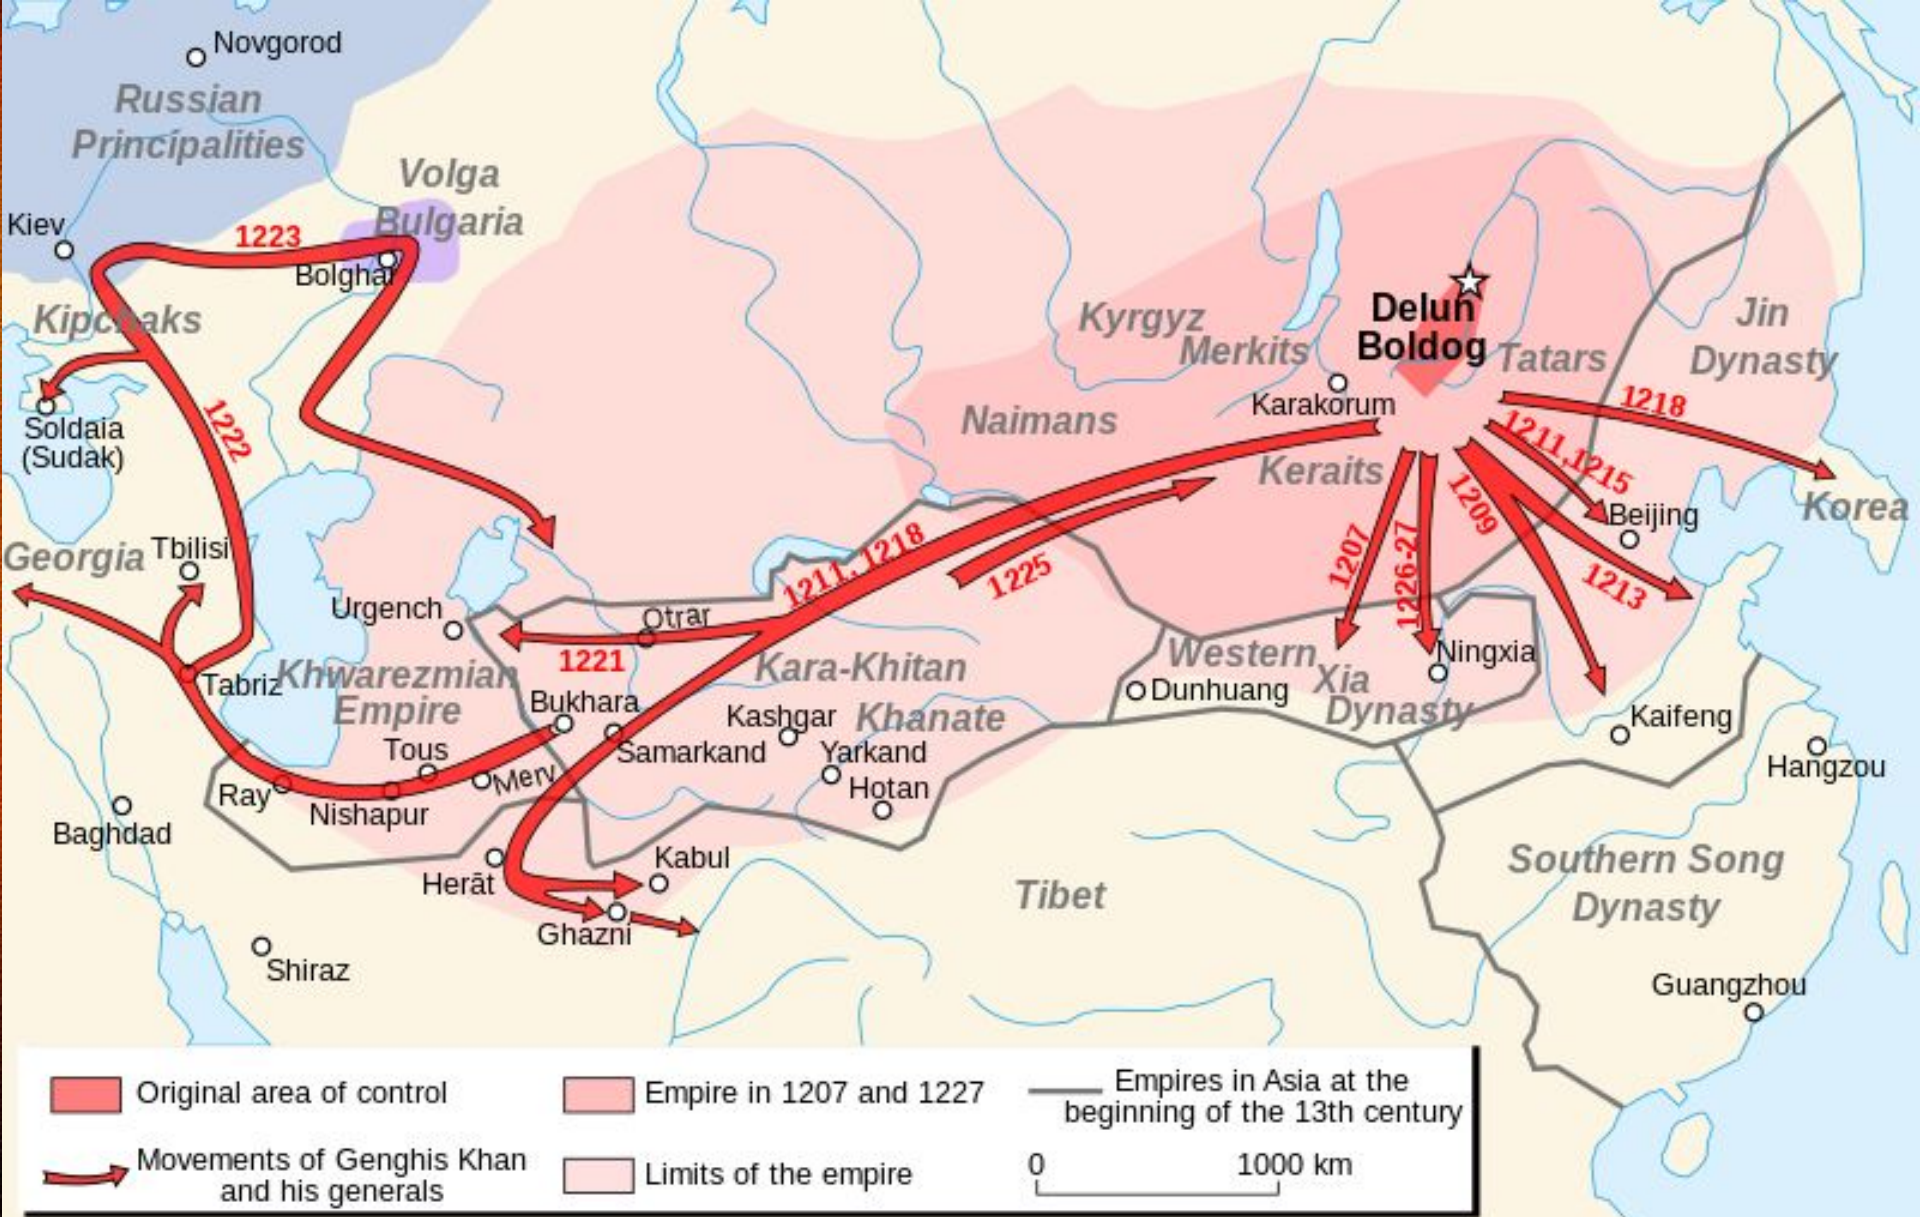 Novgorod
Russian
Principalities
Volga
Bulgaria
Kiev
1223
Bolghar
Kipchaks
Delun
Boldog
Kyrgyz
Merkits
Tatars
Jin
Dynasty
Karakorum
1218
Naimans
Soldaia
(Sudak)
1222
Keraits
1211,1215
1209
Korea
Beijing
1207
1226-27
1213
Georgia
Tbilisi
1211, 1218
1225
Urgench
Otrar
1221
Khwarezmian
Empire
Kara-Khitan
Khanate
Western
Xia
Dynasty
Ningxia
Tabriz
Bukhara
Dunhuang
Kashgar
Kaifeng
Tous
Samarkand
Yarkand
Hangzou
Ray
Merv
Hotan
Nishapur
Baghdad
Herāt
Kabul
Southern Song
Dynasty
Tibet
Ghazni
Shiraz
Guangzhou
Original area of control
Movements of Genghis Khan
and his generals
Empire in 1207 and 1227
Limits of the empire
Empires in Asia at the
beginning of the 13th century
0 1000 km